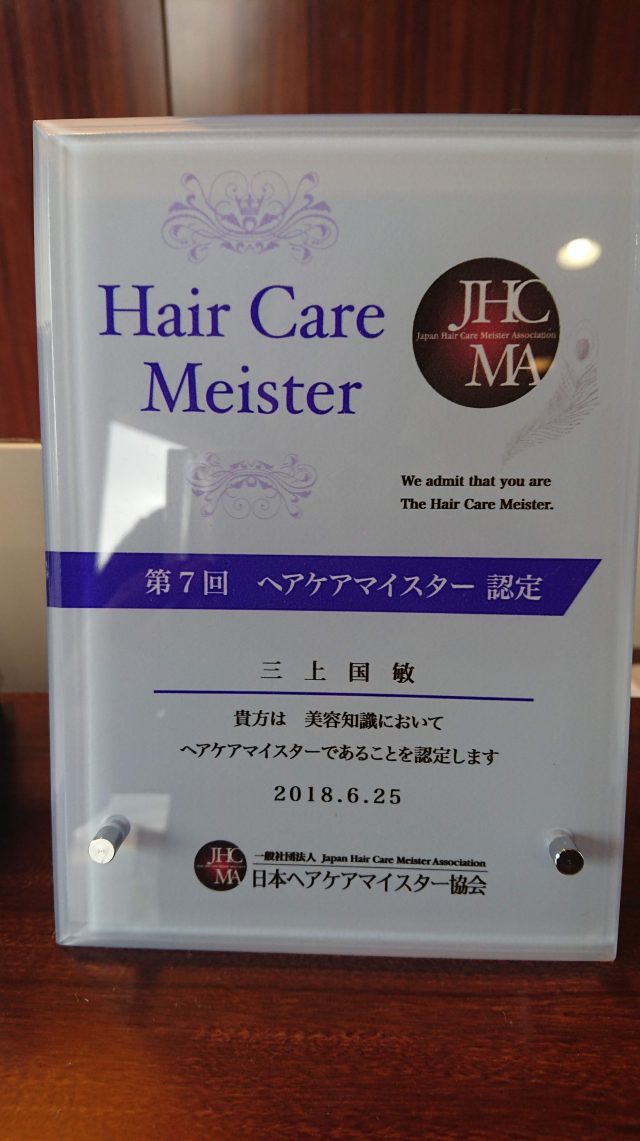 Hair Care
Meister
JHC
Japan Hair Care Meister Association
MA
We admit that you are
The Hair Care Meister.
第7回　ヘアケアマイスター 認定
三上国敏
貴方は　美容知識において
ヘアケアマイスターであることを認定します
2018.6.25
JHC
MA
一般社団法人 Japan Hair Care Meister Association
日本ヘアケアマイスター協会